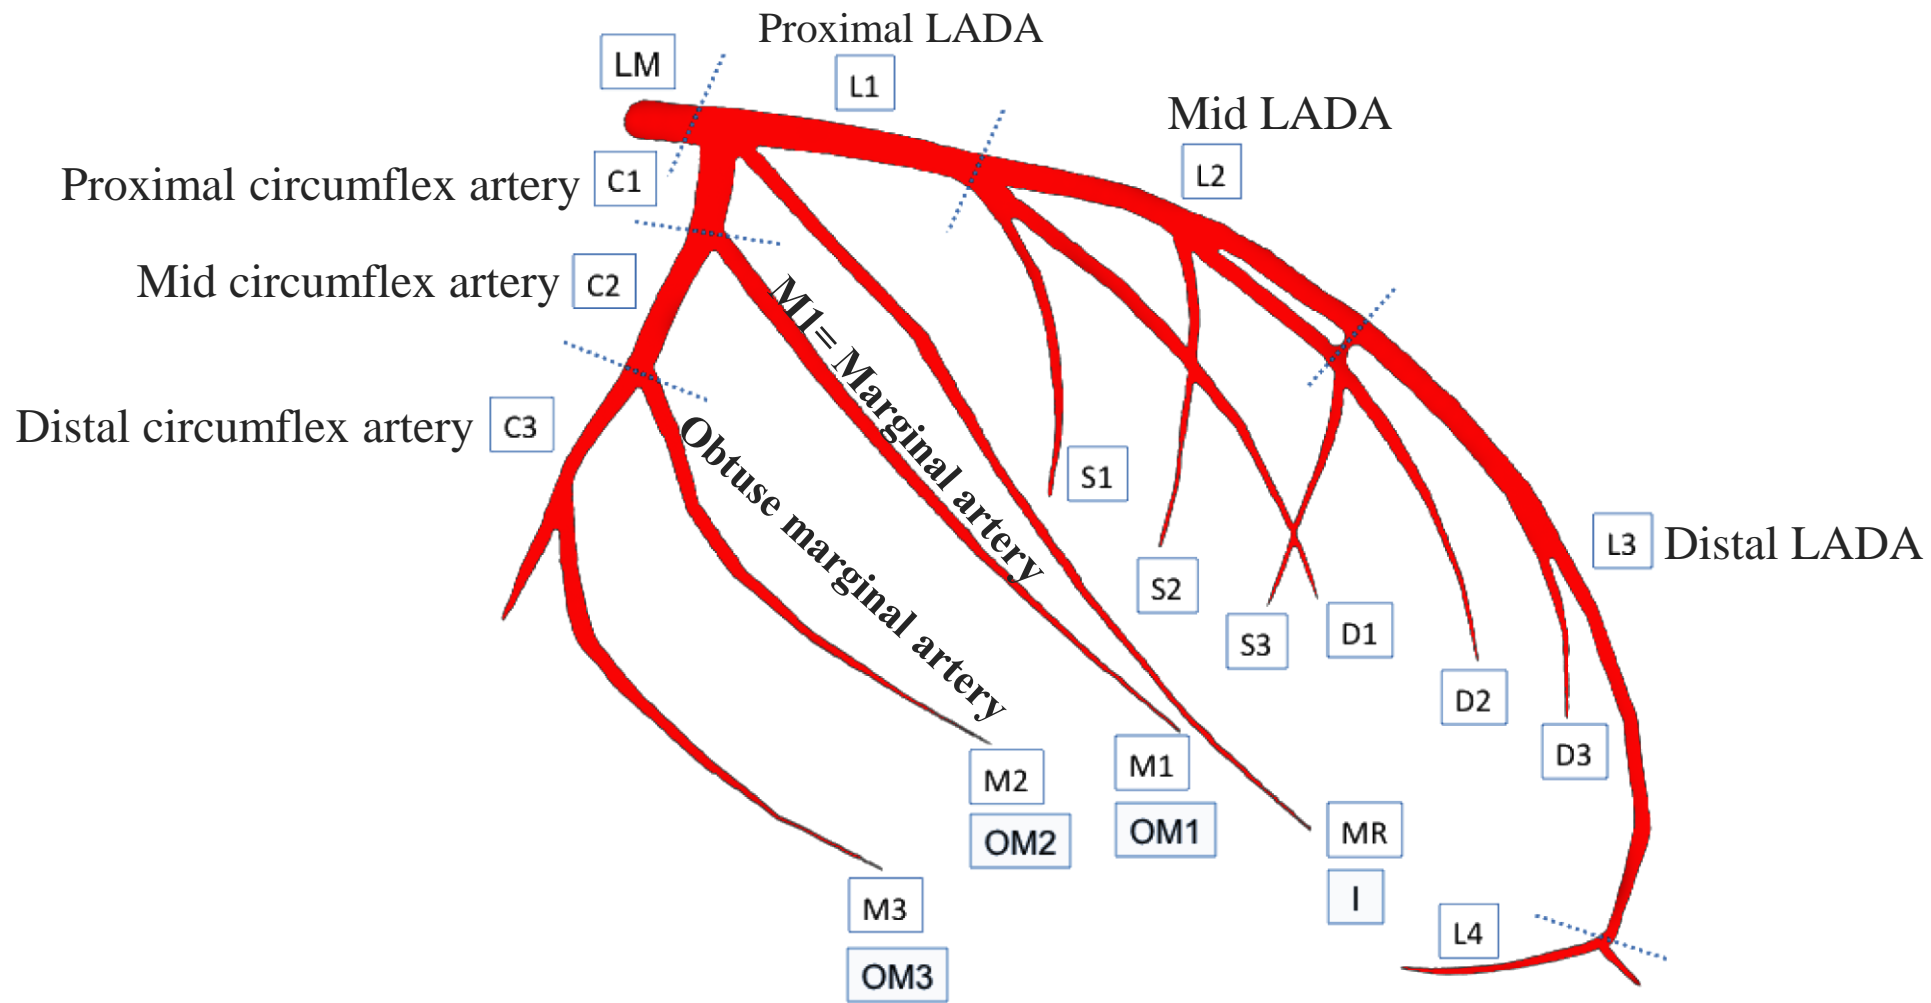 Proximal LADA
LM
L1
Mid LADA
L2
Proximal circumflex artery
C1
Mid circumflex artery
C2
M1= Marginal artery
Distal circumflex artery
C3
Obtuse marginal artery
S1
L3
Distal LADA
S2
S3
D1
D2
D3
M2
OM2
M1
OM1
MR
I
M3
OM3
L4